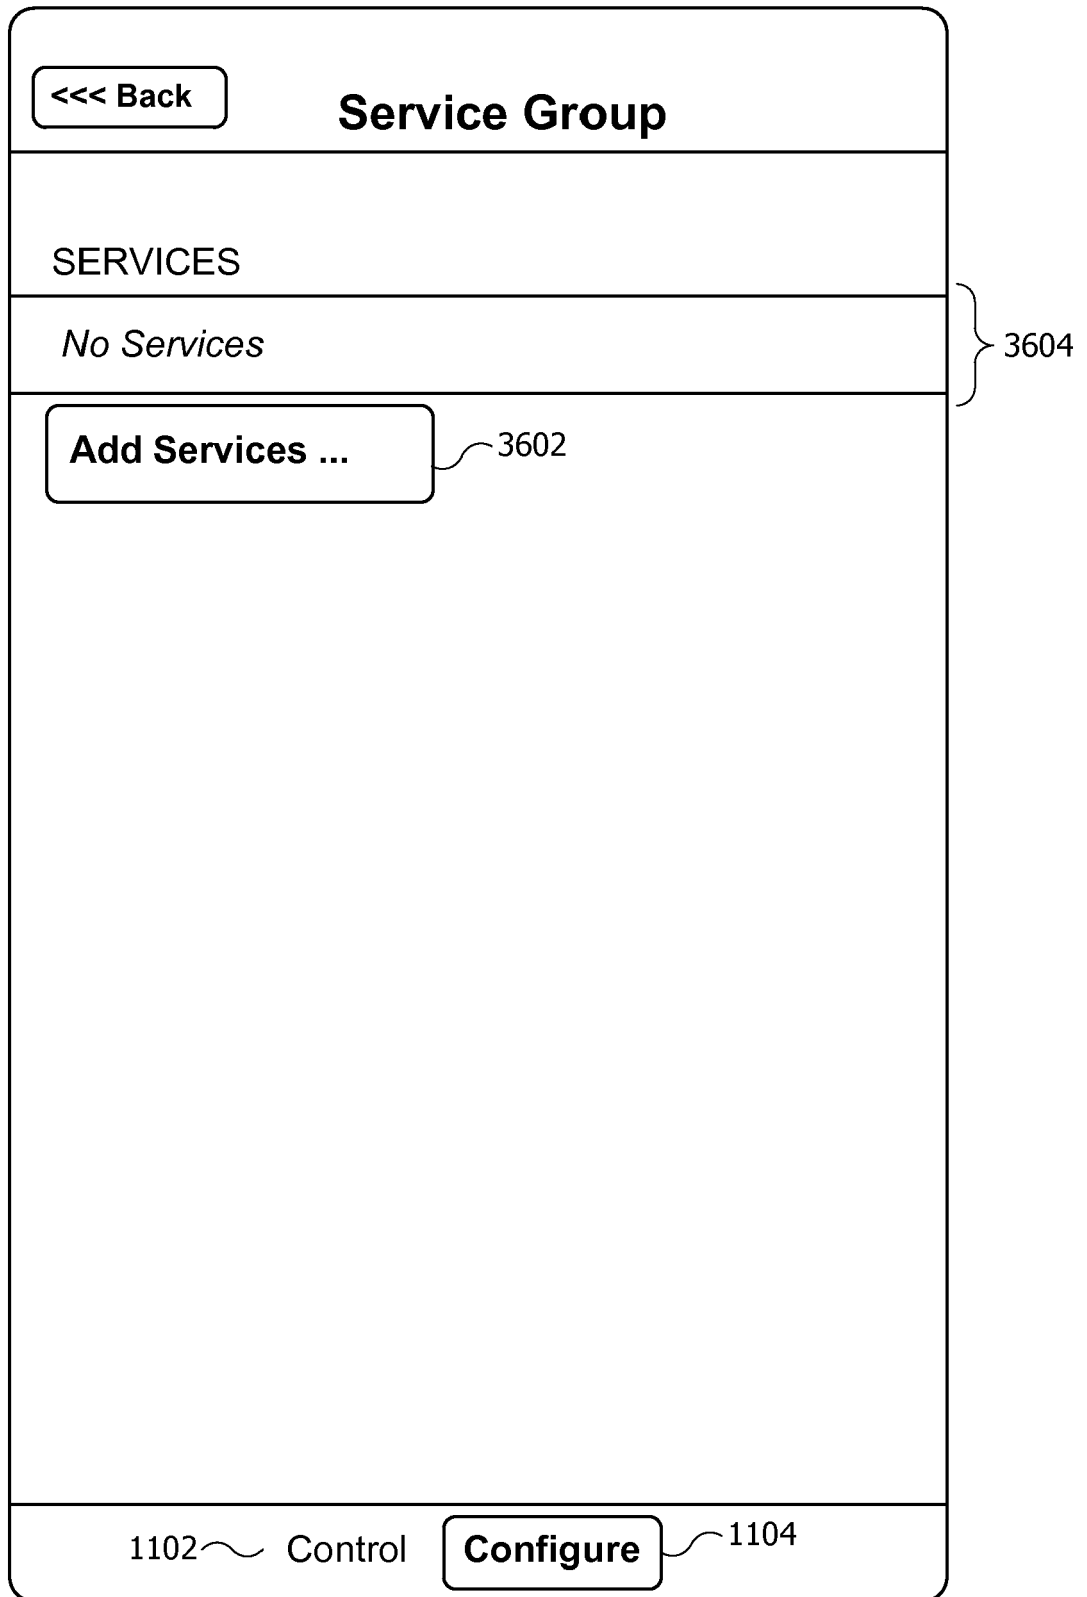 <<< Back
Service Group
SERVICES
No Services
3604
Add Services ...
3602
1102
Control
Configure
1104